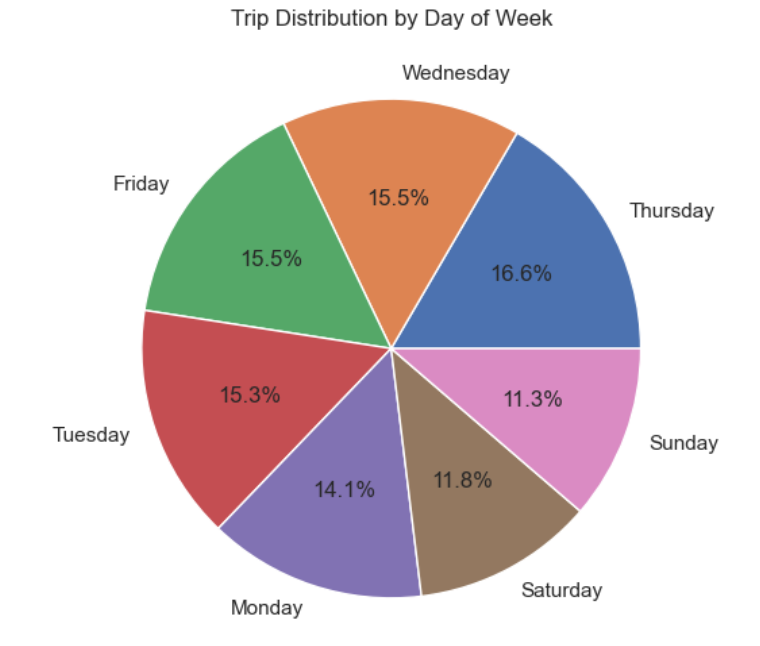 Trip Distribution by Day of Week
Wednesday
Friday
15.5%
Thursday
15.5%
16.6%
15.3%
11.3%
Tuesday
Sunday
14.1%
11.8%
Monday
Saturday